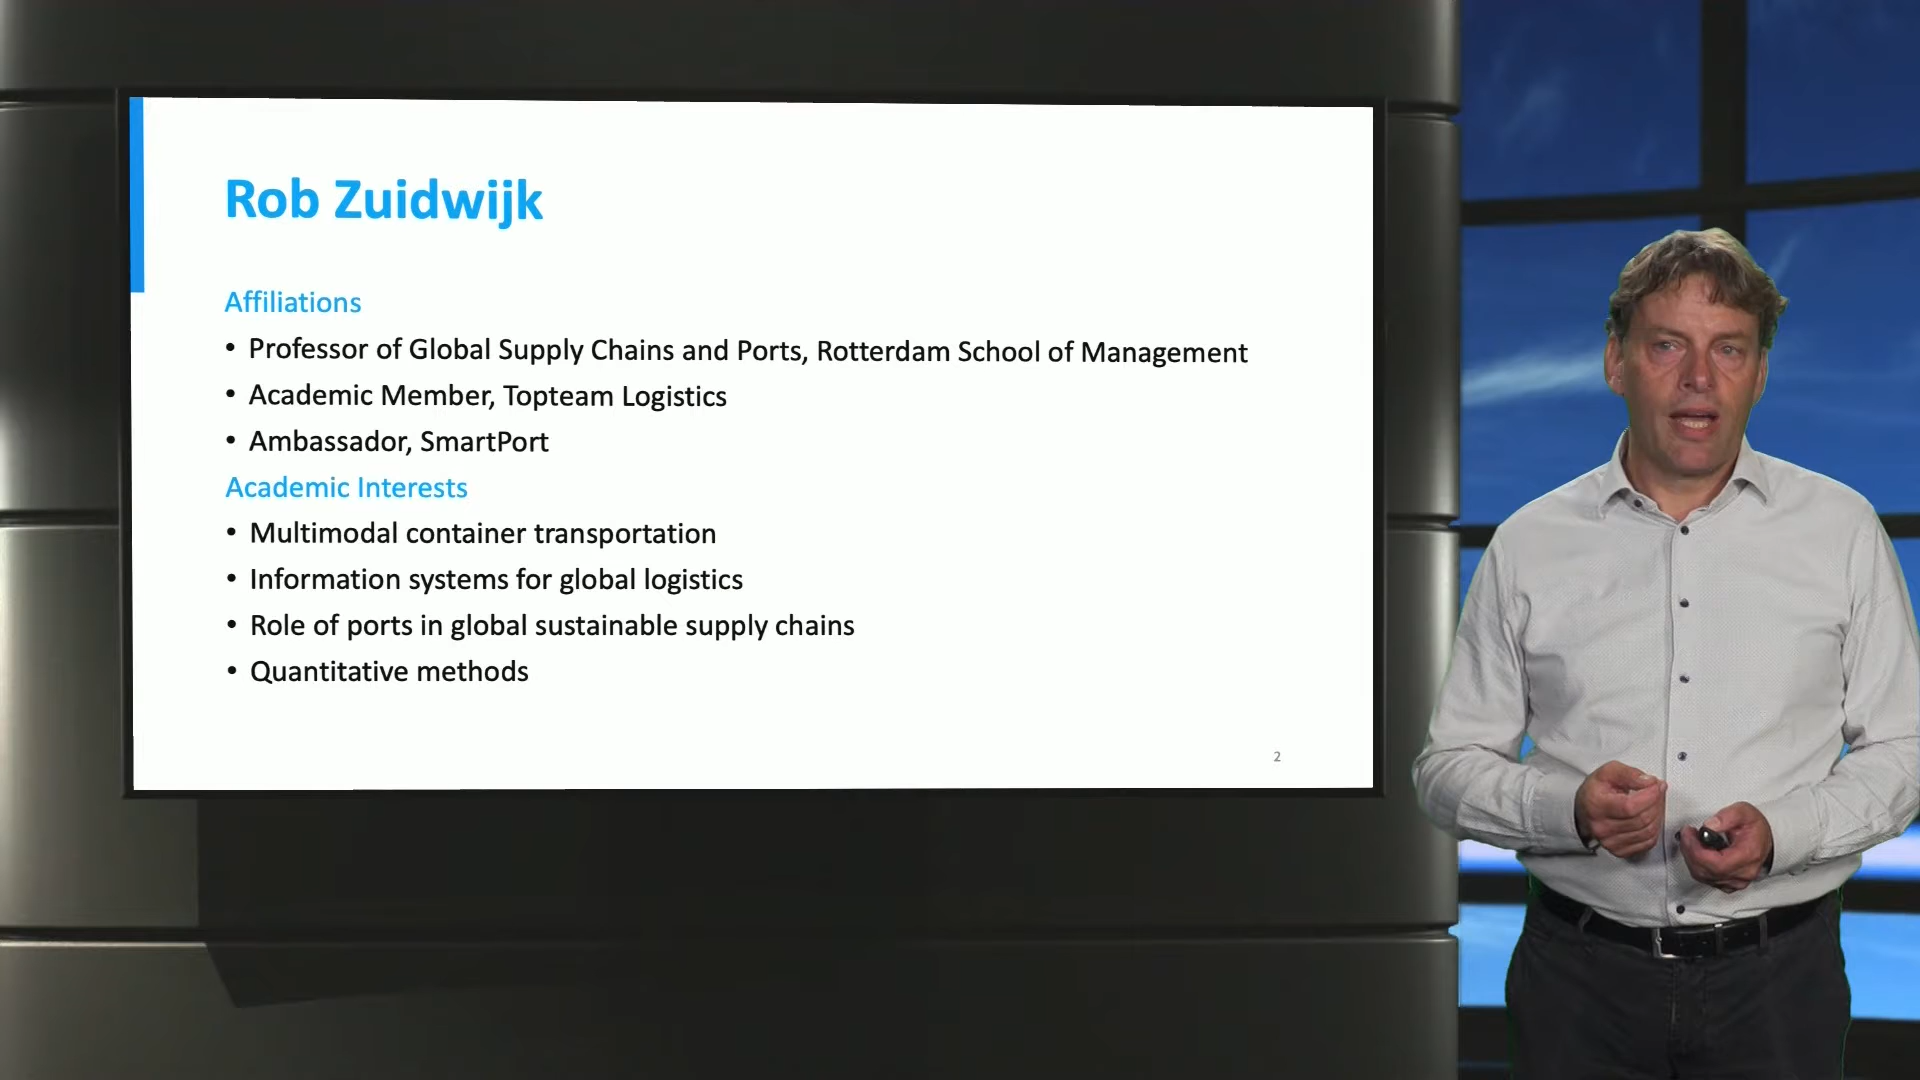 Rob Zuidwijk
Affiliations
• Professor of Global Supply Chains and Ports, Rotterdam School of Management
• Academic Member, Topteam Logistics
• Ambassador, SmartPort
Academic Interests
• Multimodal container transportation
• Information systems for global logistics
• Role of ports in global sustainable supply chains
• Quantitative methods
2